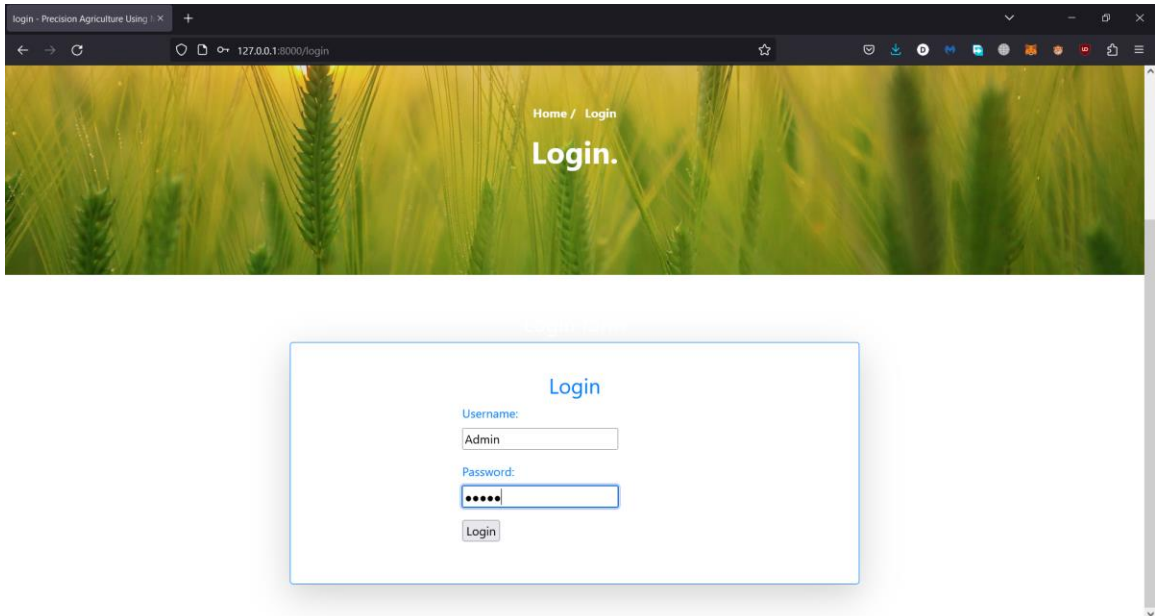 login - Precision Agriculture Using
127.0.0.1:8000/login
Home / Login
Login.
Login
Username:
Admin
Password:
•••••
Login